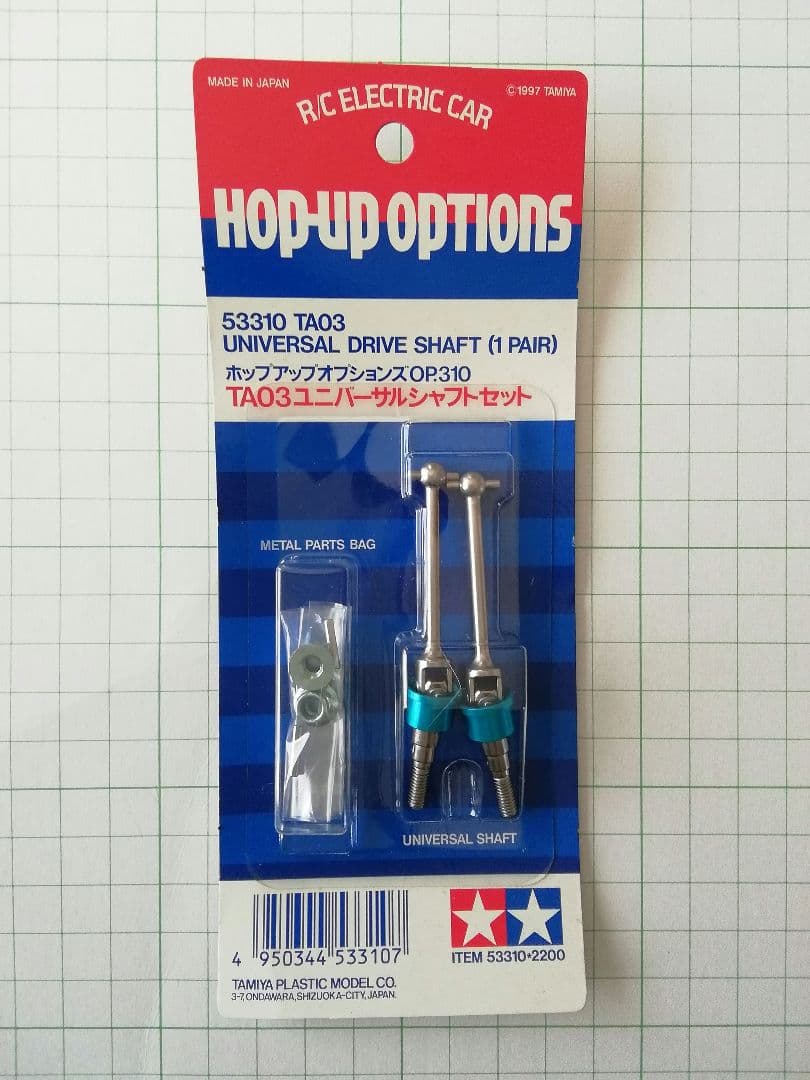 MADE IN JAPAN
© 1997 TAMIYA
R/C ELECTRIC CAR
HOP-UP OPTIONS
53310 TA03
UNIVERSAL DRIVE SHAFT (1 PAIR)
ホップアップオプションズOP.310
TA03ユニバーサルシャフトセット
METAL PARTS BAG
UNIVERSAL SHAFT
4 950344 533107
ITEM 53310★2200
TAMIYA PLASTIC MODEL CO.
3-7, ONDAWARA, SHIZUOKA-CITY, JAPAN.